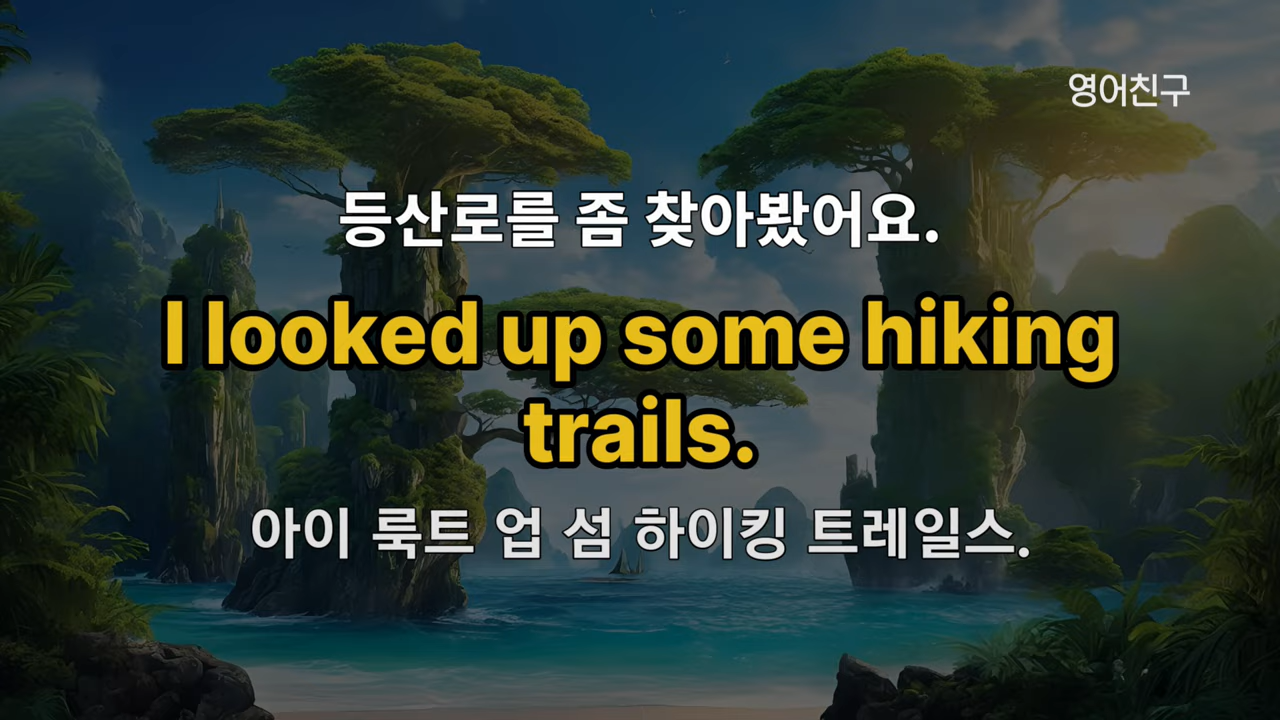 영어친구
등산로를 좀 찾아봤어요.
I looked up some hiking
trails.
아이 룩트 업 섬 하이킹 트레일스.